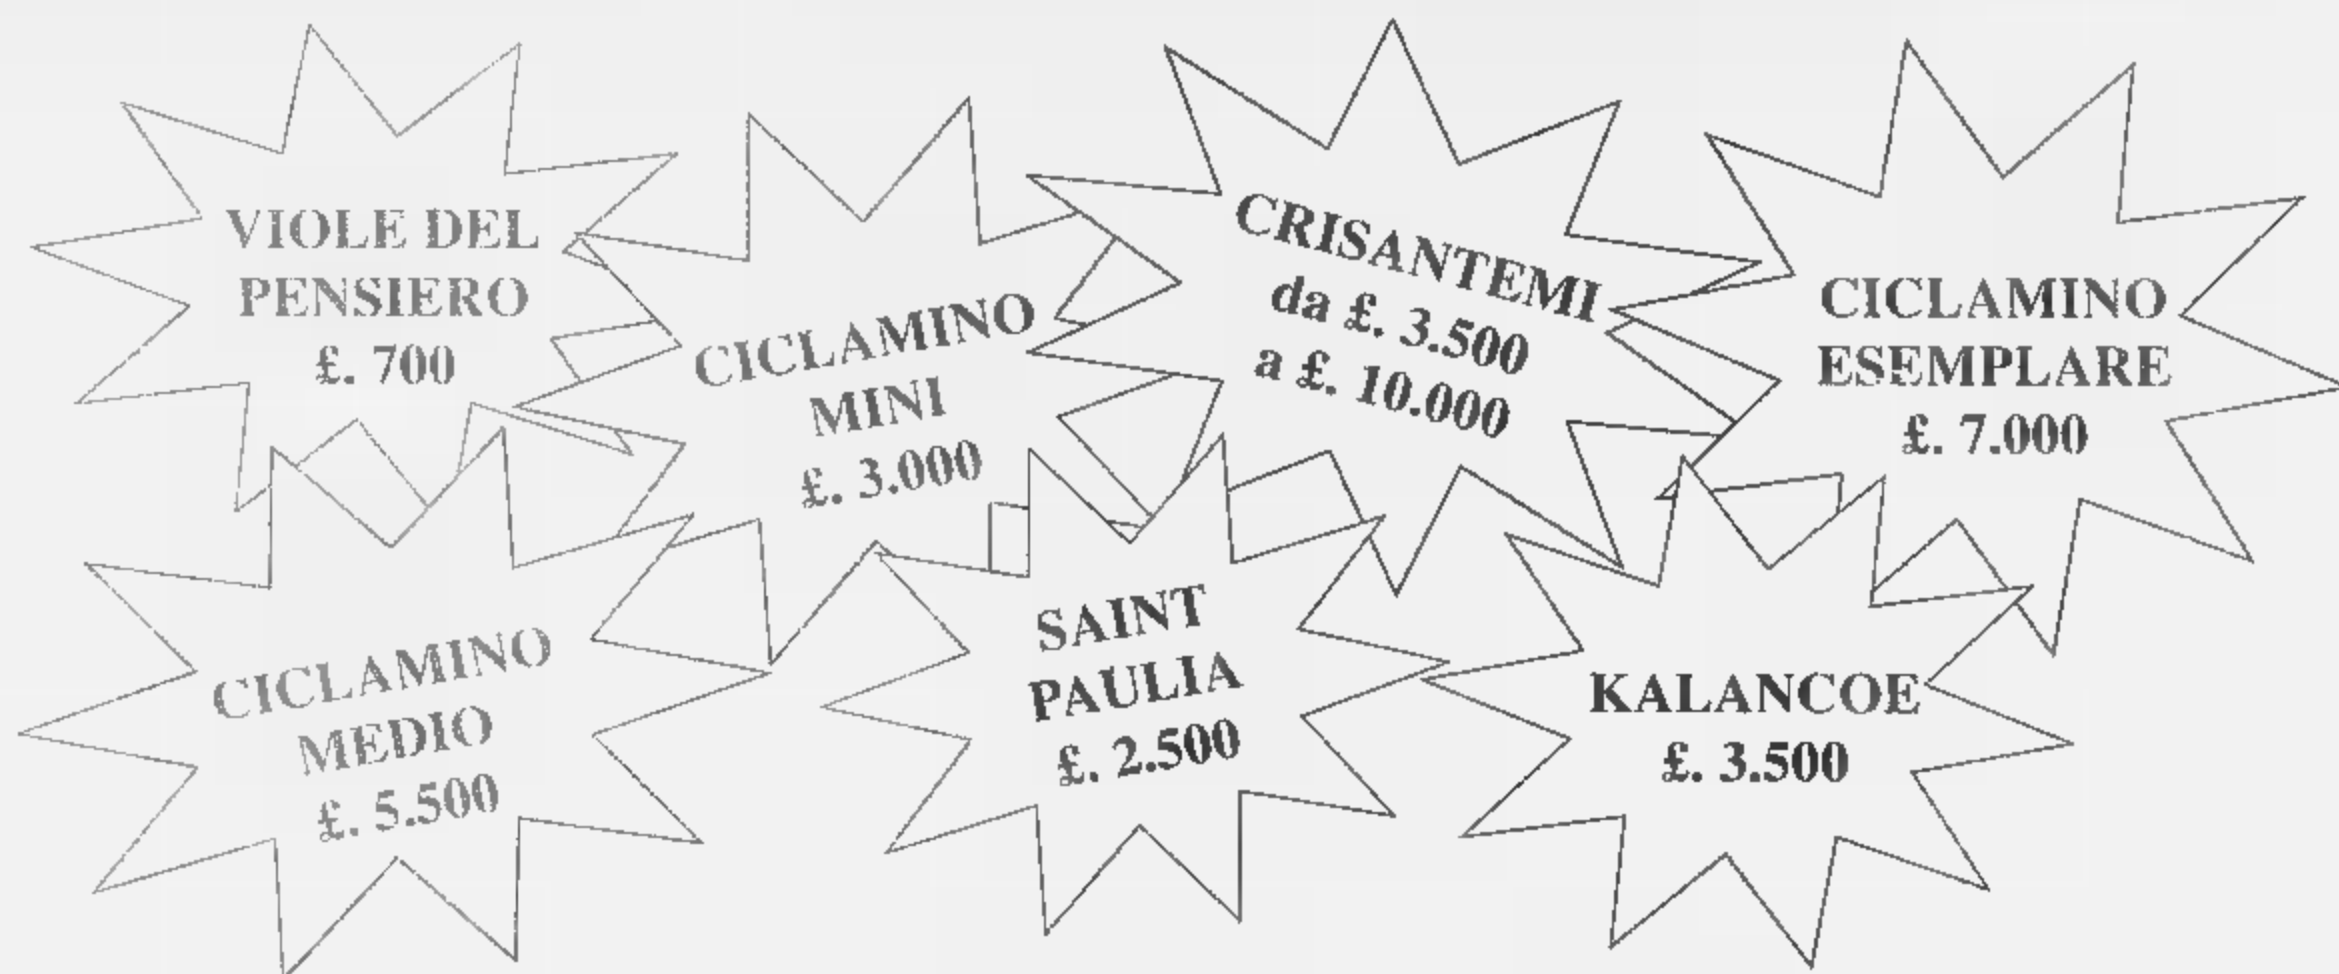 VIOLE DEL
PENSIERO
£. 700
CICLAMINO
MINI
£. 3.000
CRISANTEMI
da £. 3.500
a £. 10.000
CICLAMINO
ESEMPLARE
£. 7.000
CICLAMINO
MEDIO
£. 5.500
SAINT
PAULIA
£. 2.500
KALANCOE
£. 3.500